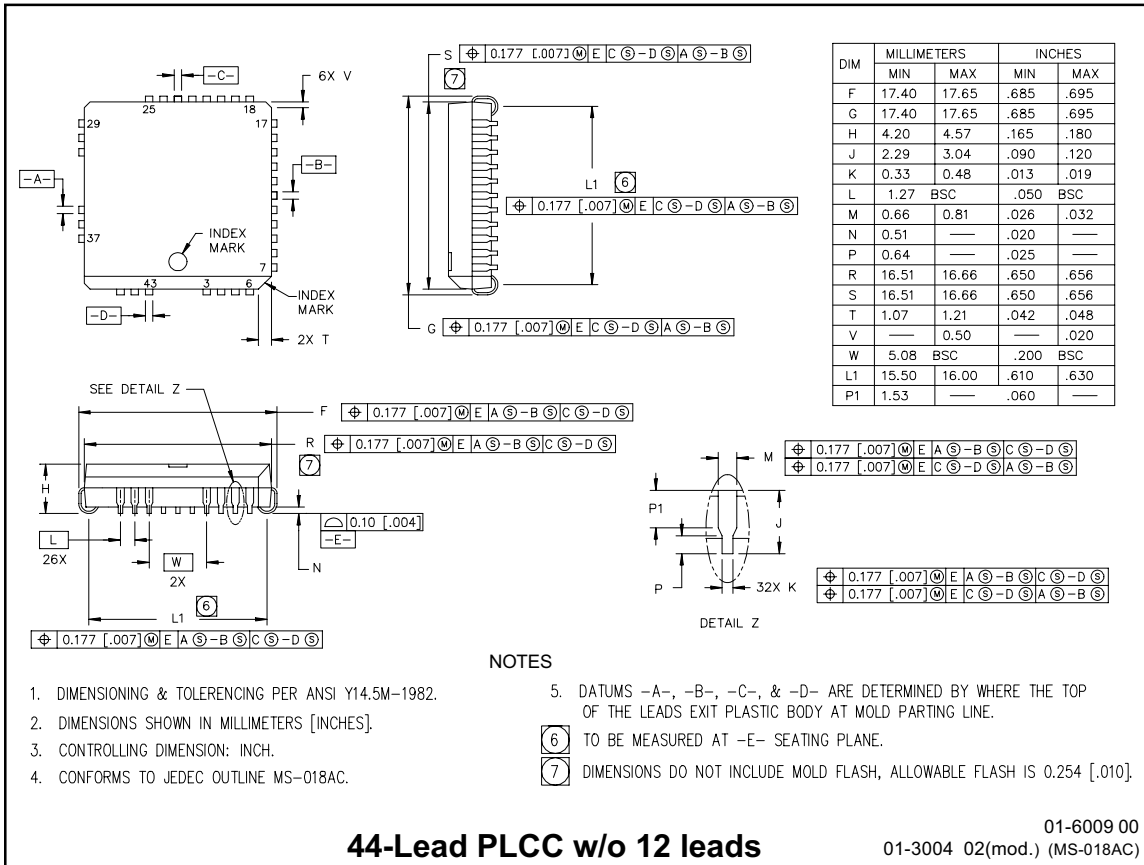 S ⌖ 0.177 [.007] Ⓜ E C Ⓢ -D Ⓢ A Ⓢ -B Ⓢ
7
-C-
6X V
25 18
29 17
-B-
-A-
L1 6
⌖ 0.177 [.007] Ⓜ E C Ⓢ -D Ⓢ A Ⓢ -B Ⓢ
37
INDEX
MARK
7
43 3 6
INDEX
MARK
-D-
2X T
G ⌖ 0.177 [.007] Ⓜ E C Ⓢ -D Ⓢ A Ⓢ -B Ⓢ
DIM MILLIMETERS INCHES
MIN MAX MIN MAX
F 17.40 17.65 .685 .695
G 17.40 17.65 .685 .695
H 4.20 4.57 .165 .180
J 2.29 3.04 .090 .120
K 0.33 0.48 .013 .019
L 1.27 BSC .050 BSC
M 0.66 0.81 .026 .032
N 0.51 — .020 —
P 0.64 — .025 —
R 16.51 16.66 .650 .656
S 16.51 16.66 .650 .656
T 1.07 1.21 .042 .048
V — 0.50 — .020
W 5.08 BSC .200 BSC
L1 15.50 16.00 .610 .630
P1 1.53 — .060 —
SEE DETAIL Z
F ⌖ 0.177 [.007] Ⓜ E A Ⓢ -B Ⓢ C Ⓢ -D Ⓢ
R ⌖ 0.177 [.007] Ⓜ E A Ⓢ -B Ⓢ C Ⓢ -D Ⓢ
7
H
⌓ 0.10 [.004]
-E-
L
26X
W
2X
N
L1 6
⌖ 0.177 [.007] Ⓜ E A Ⓢ -B Ⓢ C Ⓢ -D Ⓢ
M ⌖ 0.177 [.007] Ⓜ E A Ⓢ -B Ⓢ C Ⓢ -D Ⓢ
⌖ 0.177 [.007] Ⓜ E C Ⓢ -D Ⓢ A Ⓢ -B Ⓢ
P1
J
P 32X K
⌖ 0.177 [.007] Ⓜ E A Ⓢ -B Ⓢ C Ⓢ -D Ⓢ
⌖ 0.177 [.007] Ⓜ E C Ⓢ -D Ⓢ A Ⓢ -B Ⓢ
DETAIL Z
NOTES
1. DIMENSIONING & TOLERENCING PER ANSI Y14.5M-1982.
2. DIMENSIONS SHOWN IN MILLIMETERS [INCHES].
3. CONTROLLING DIMENSION: INCH.
4. CONFORMS TO JEDEC OUTLINE MS-018AC.
5. DATUMS -A-, -B-, -C-, & -D- ARE DETERMINED BY WHERE THE TOP
OF THE LEADS EXIT PLASTIC BODY AT MOLD PARTING LINE.
6 TO BE MEASURED AT -E- SEATING PLANE.
7 DIMENSIONS DO NOT INCLUDE MOLD FLASH, ALLOWABLE FLASH IS 0.254 [.010].
44-Lead PLCC w/o 12 leads
01-6009 00
01-3004 02(mod.) (MS-018AC)